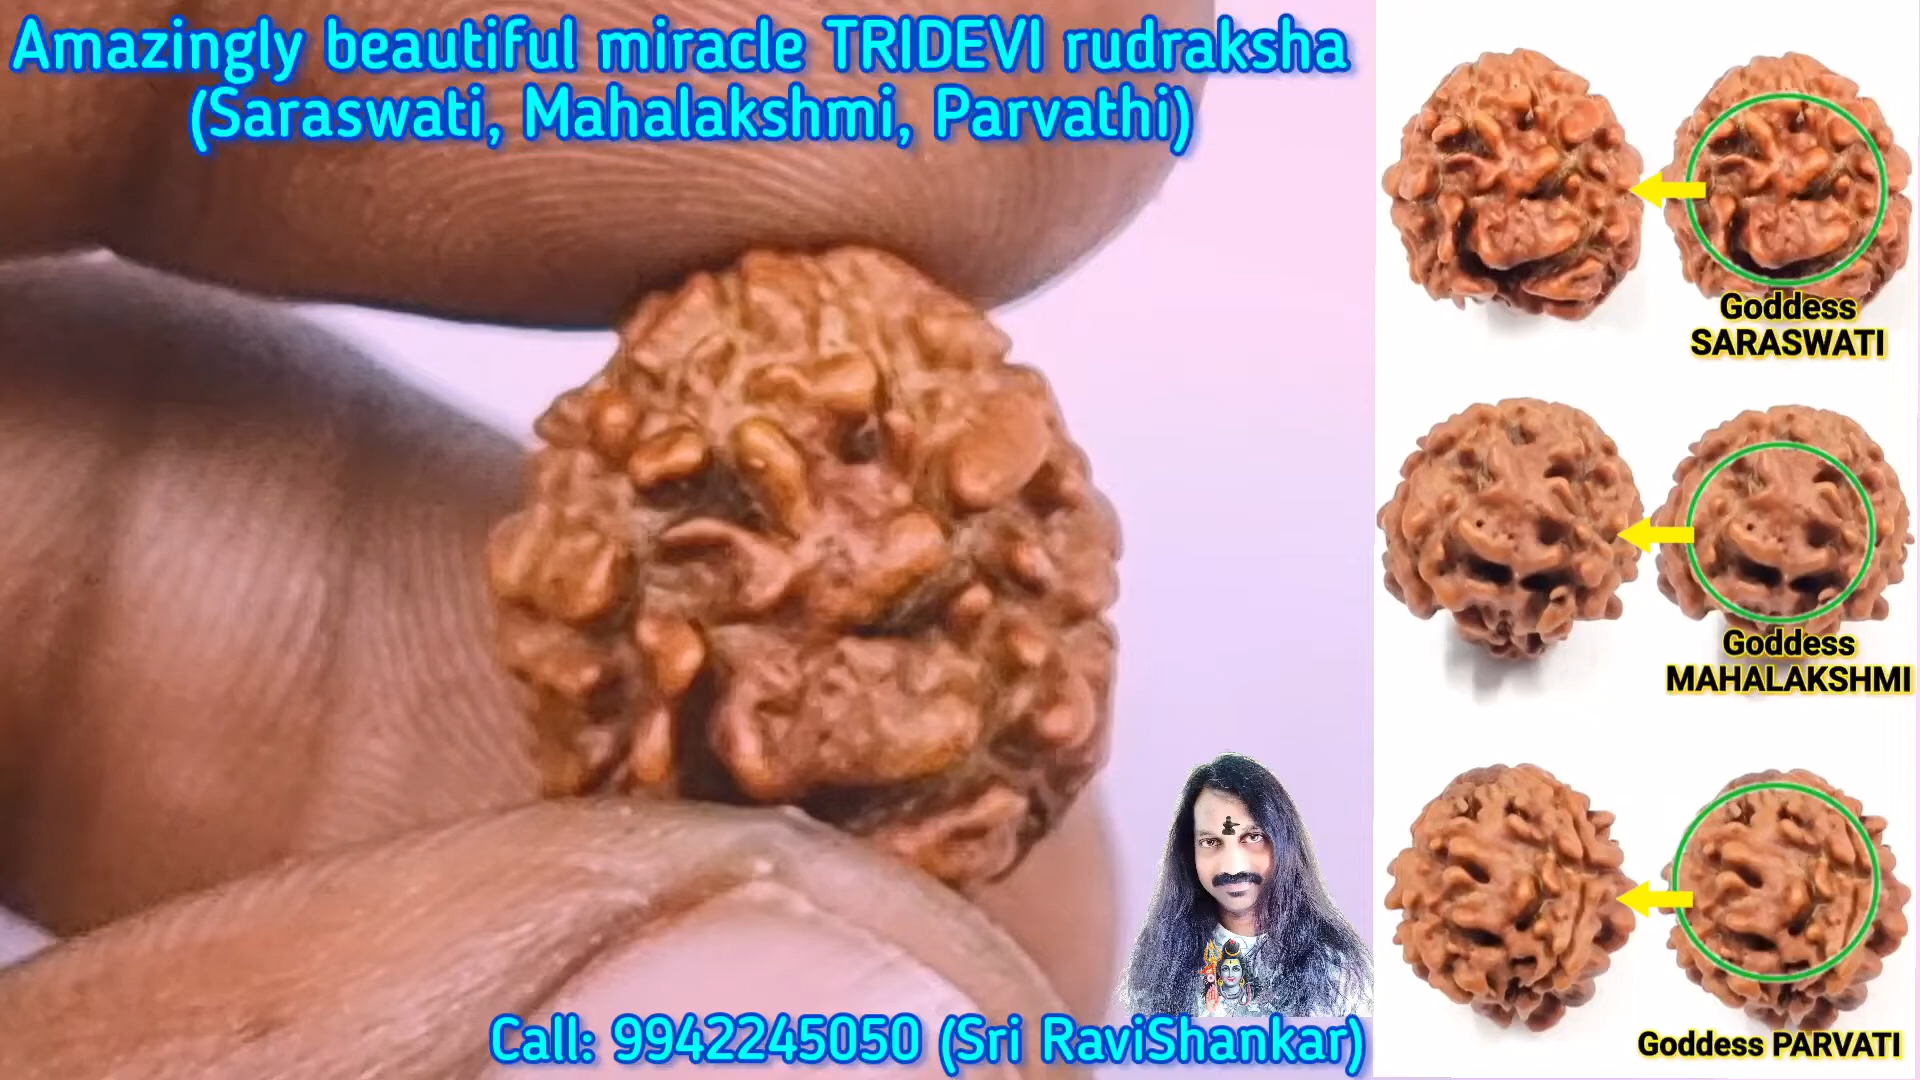 Amazingly beautiful miracle TRIDEVI rudraksha
(Saraswati, Mahalakshmi, Parvathi)
Goddess
SARASWATI
Goddess
MAHALAKSHMI
Goddess PARVATI
Call: 9942245050 (Sri RaviShankar)